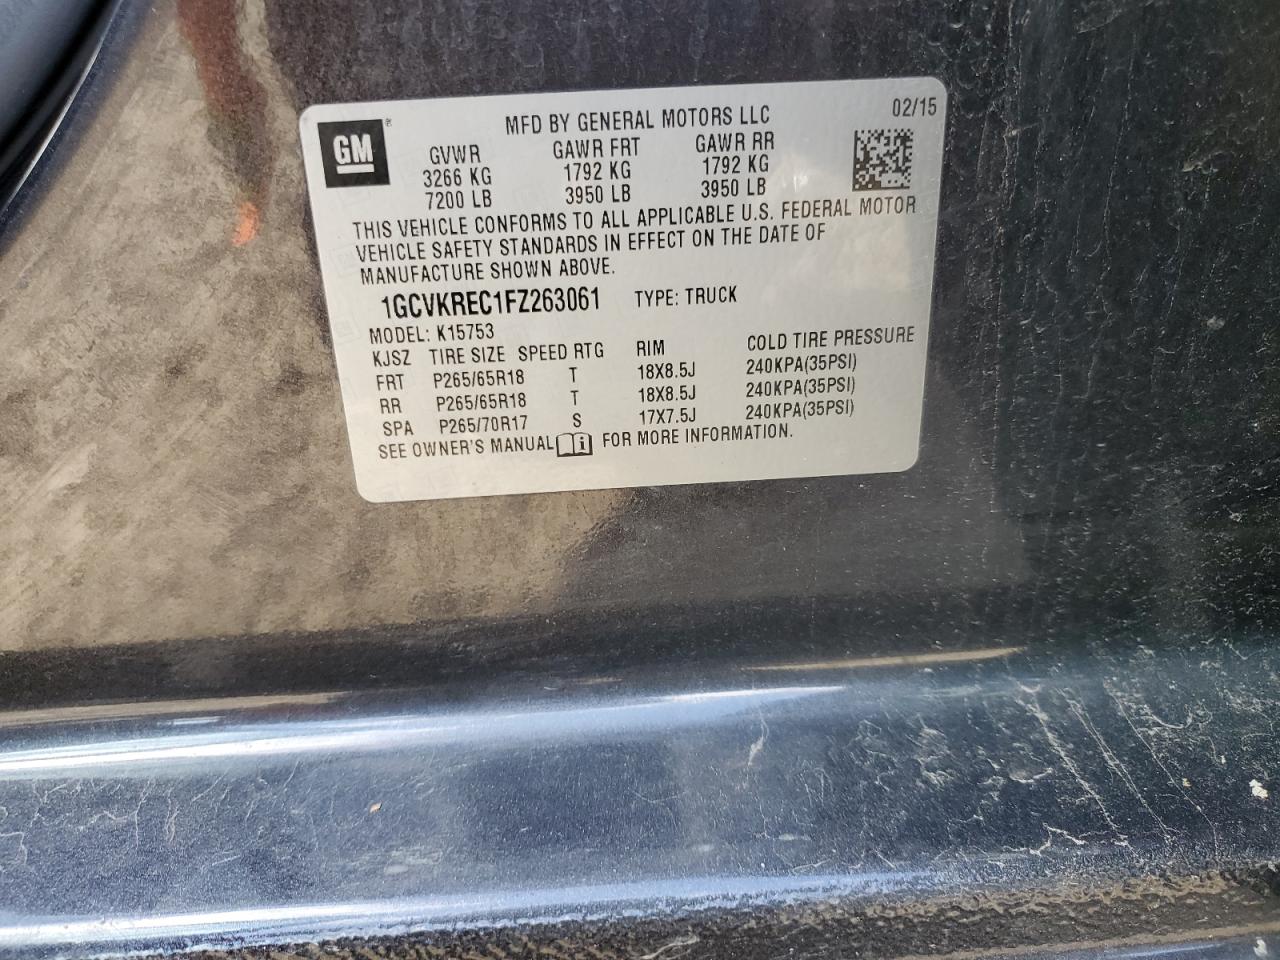 GM
MFD BY GENERAL MOTORS LLC 02/15
GVWR GAWR FRT GAWR RR
3266 KG 1792 KG 1792 KG
7200 LB 3950 LB 3950 LB
THIS VEHICLE CONFORMS TO ALL APPLICABLE U.S. FEDERAL MOTOR
VEHICLE SAFETY STANDARDS IN EFFECT ON THE DATE OF
MANUFACTURE SHOWN ABOVE.
1GCVKREC1FZ263061 TYPE: TRUCK
MODEL: K15753
KJSZ TIRE SIZE SPEED RTG RIM COLD TIRE PRESSURE
FRT P265/65R18 T 18X8.5J 240KPA(35PSI)
RR P265/65R18 T 18X8.5J 240KPA(35PSI)
SPA P265/70R17 S 17X7.5J 240KPA(35PSI)
SEE OWNER'S MANUAL FOR MORE INFORMATION.